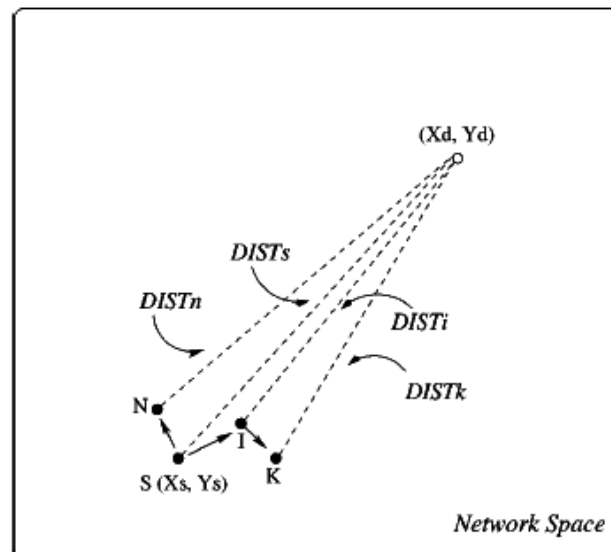 (Xd, Yd)
DISTs
DISTn
DISTi
DISTk
N
I
K
S (Xs, Ys)
Network Space